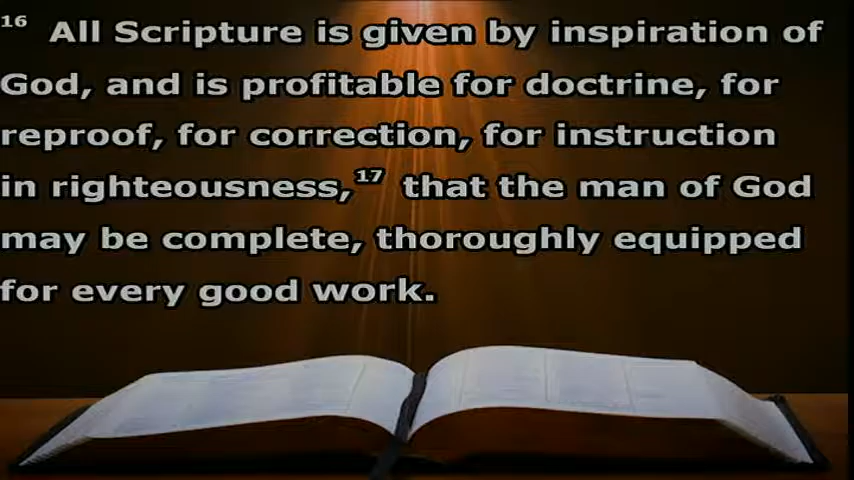 16 All Scripture is given by inspiration of
God, and is profitable for doctrine, for
reproof, for correction, for instruction
in righteousness,17 that the man of God
may be complete, thoroughly equipped
for every good work.